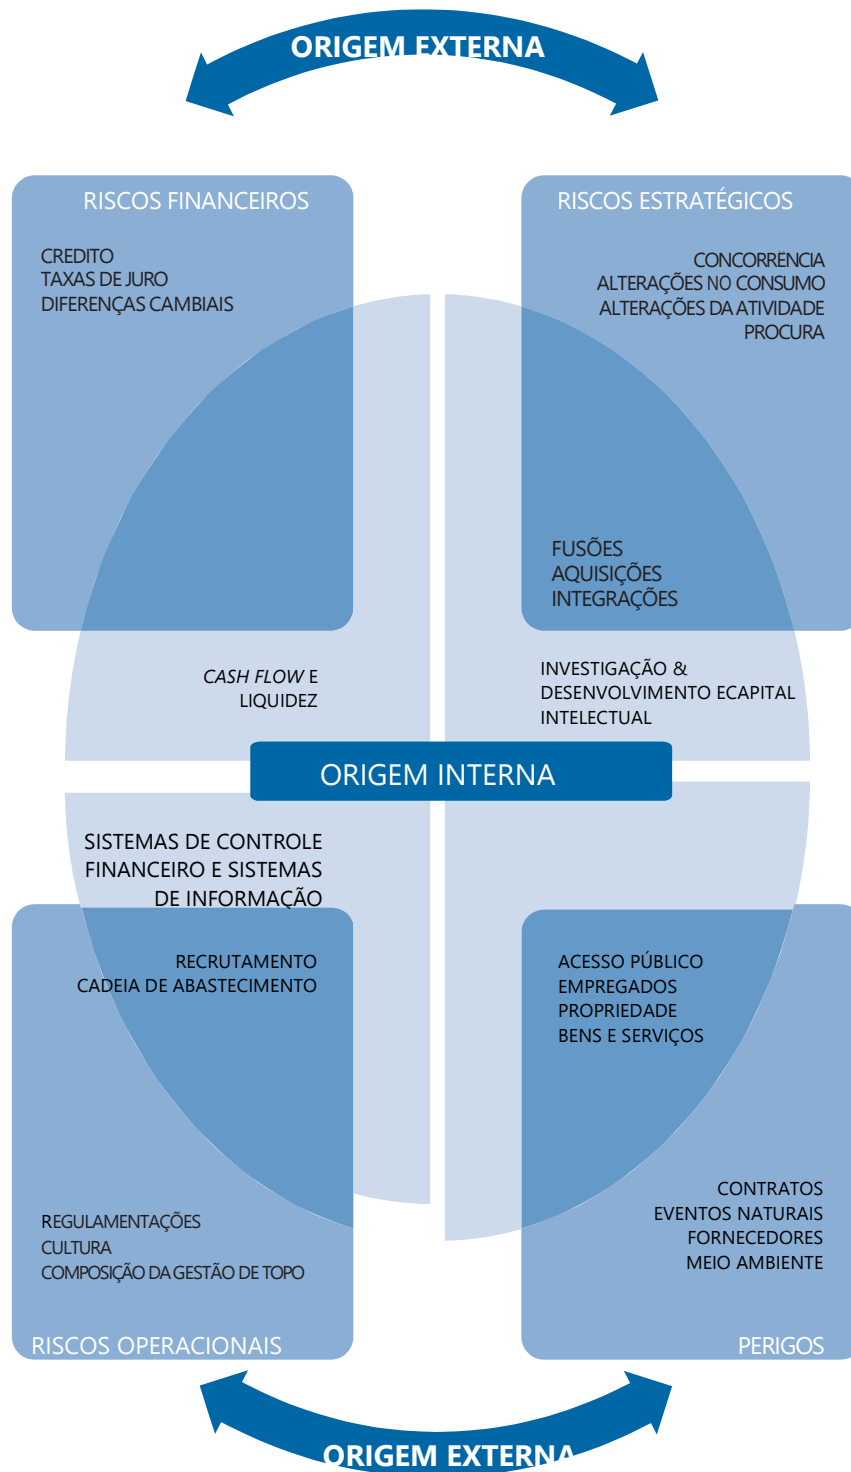 ORIGEM EXTERNA
RISCOS FINANCEIROS
CREDITO
TAXAS DE JURO
DIFERENÇAS CAMBIAIS
RISCOS ESTRATÉGICOS
CONCORRÊNCIA
ALTERAÇÕES NO CONSUMO
ALTERAÇÕES DA ATIVIDADE
PROCURA
FUSÕES
AQUISIÇÕES
INTEGRAÇÕES
CASH FLOW E
LIQUIDEZ
INVESTIGAÇÃO &
DESENVOLVIMENTO ECAPITAL
INTELECTUAL
ORIGEM INTERNA
SISTEMAS DE CONTROLE
FINANCEIRO E SISTEMAS
DE INFORMAÇÃO
RECRUTAMENTO
CADEIA DE ABASTECIMENTO
ACESSO PÚBLICO
EMPREGADOS
PROPRIEDADE
BENS E SERVIÇOS
REGULAMENTAÇÕES
CULTURA
COMPOSIÇÃO DA GESTÃO DE TOPO
RISCOS OPERACIONAIS
CONTRATOS
EVENTOS NATURAIS
FORNECEDORES
MEIO AMBIENTE
PERIGOS
ORIGEM EXTERNA